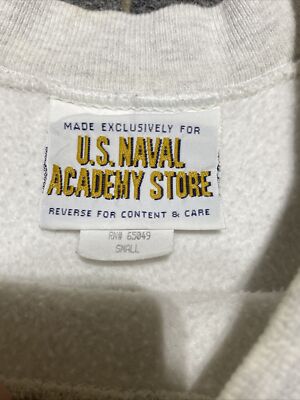 MADE EXCLUSIVELY FOR
U.S. NAVAL
ACADEMY STORE
REVERSE FOR CONTENT & CARE
RN# 65049
SMALL